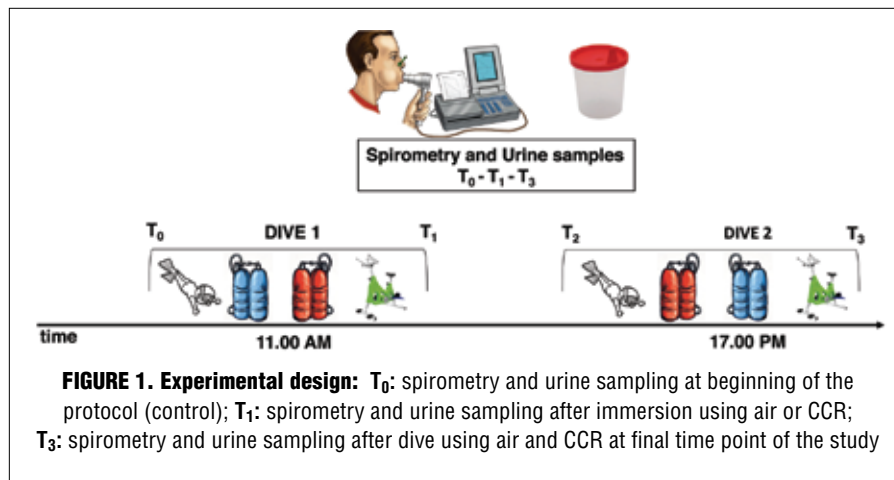 Spirometry and Urine samples
T₀ - T₁ - T₃
T₀ DIVE 1 T₁ T₂ DIVE 2 T₃
time 11.00 AM 17.00 PM
FIGURE 1. Experimental design: T₀: spirometry and urine sampling at beginning of the
protocol (control); T₁: spirometry and urine sampling after immersion using air or CCR;
T₃: spirometry and urine sampling after dive using air and CCR at final time point of the study